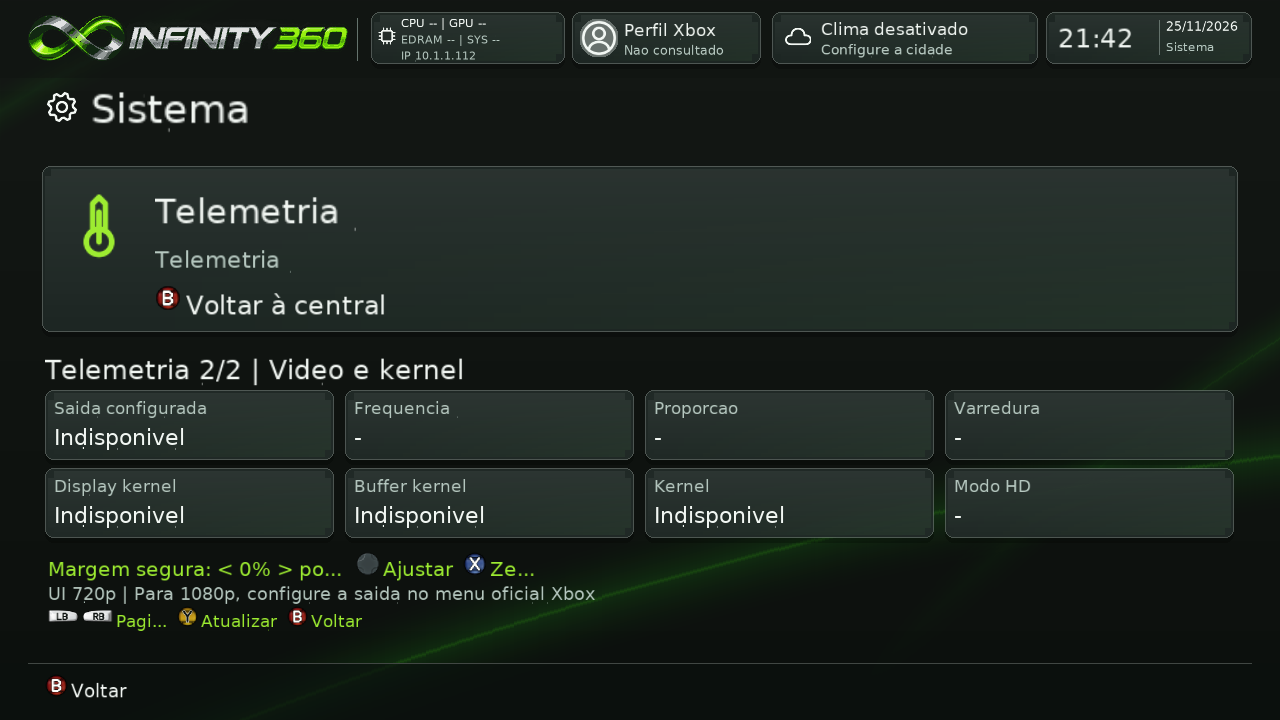 INFINITY 360
CPU -- | GPU --
EDRAM -- | SYS --
IP 10.1.1.112
Perfil Xbox
Nao consultado
Clima desativado
Configure a cidade
21:42
25/11/2026
Sistema
Sistema
Telemetria
Telemetria
B Voltar à central
Telemetria 2/2 | Video e kernel
Saida configurada
Indisponivel
Frequencia
-
Proporcao
-
Varredura
-
Display kernel
Indisponivel
Buffer kernel
Indisponivel
Kernel
Indisponivel
Modo HD
-
Margem segura: < 0% > po... Ajustar X Ze...
UI 720p | Para 1080p, configure a saida no menu oficial Xbox
LB RB Pagi... Y Atualizar B Voltar
B Voltar